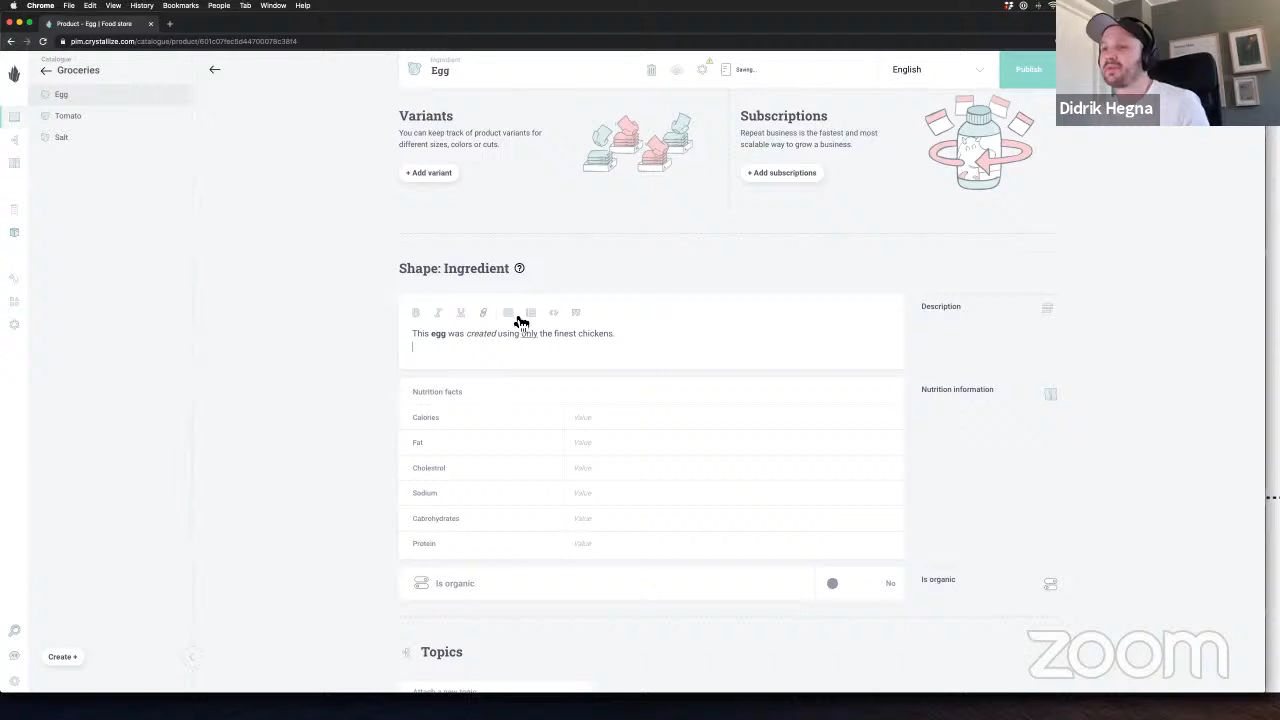 Chrome File Edit View History Bookmarks People Tab Window Help
Product - Egg | Food store
pim.crystallize.com/catalogue/product/601c07fec5d44700078c38f4
Catalogue
Groceries
Egg
Tomato
Salt
Create +
Ingredient
Egg
Saving...
English
Publish
Didrik Hegna
Variants
You can keep track of product variants for
different sizes, colors or cuts.
+ Add variant
Subscriptions
Repeat business is the fastest and most
scalable way to grow a business.
+ Add subscriptions
Shape: Ingredient
This egg was created using only the finest chickens.
Description
Nutrition facts
Nutrition information
Calories Value
Fat Value
Cholestrol Value
Sodium Value
Cabrohydrates Value
Protein Value
Is organic No
Is organic
Topics
Attach a new topic
zoom